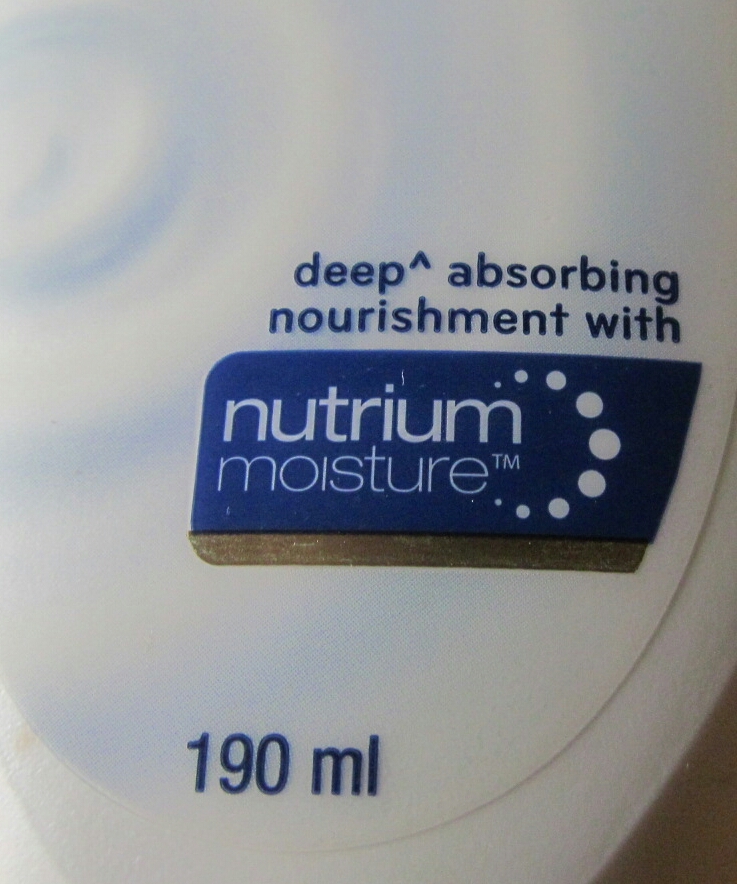 deep^ absorbing
nourishment with
nutrium
moisture™
190 ml